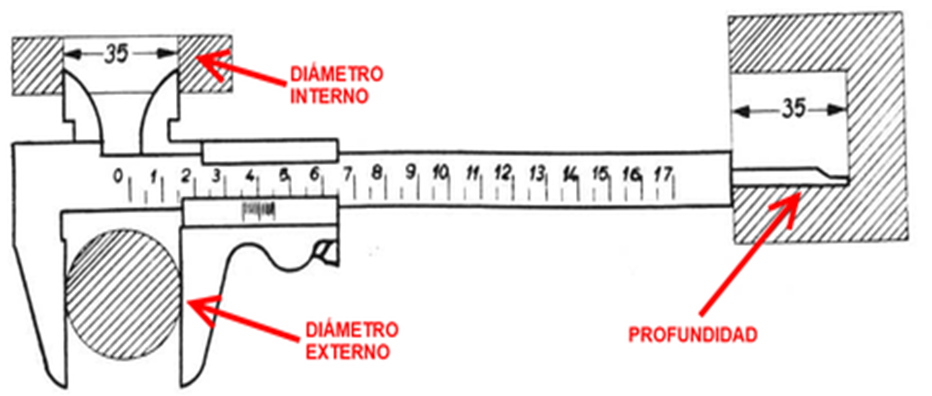 35
DIÁMETRO
INTERNO
35
0 1 2 3 4 5 6 7 8 9 10 11 12 13 14 15 16 17
DIÁMETRO
EXTERNO
PROFUNDIDAD